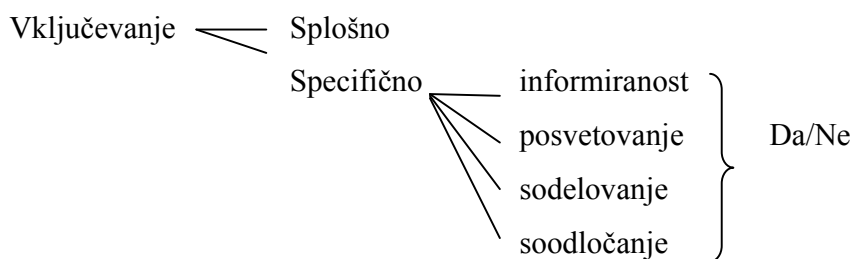 Vključevanje Splošno
Specifično informiranost
posvetovanje Da/Ne
sodelovanje
soodločanje